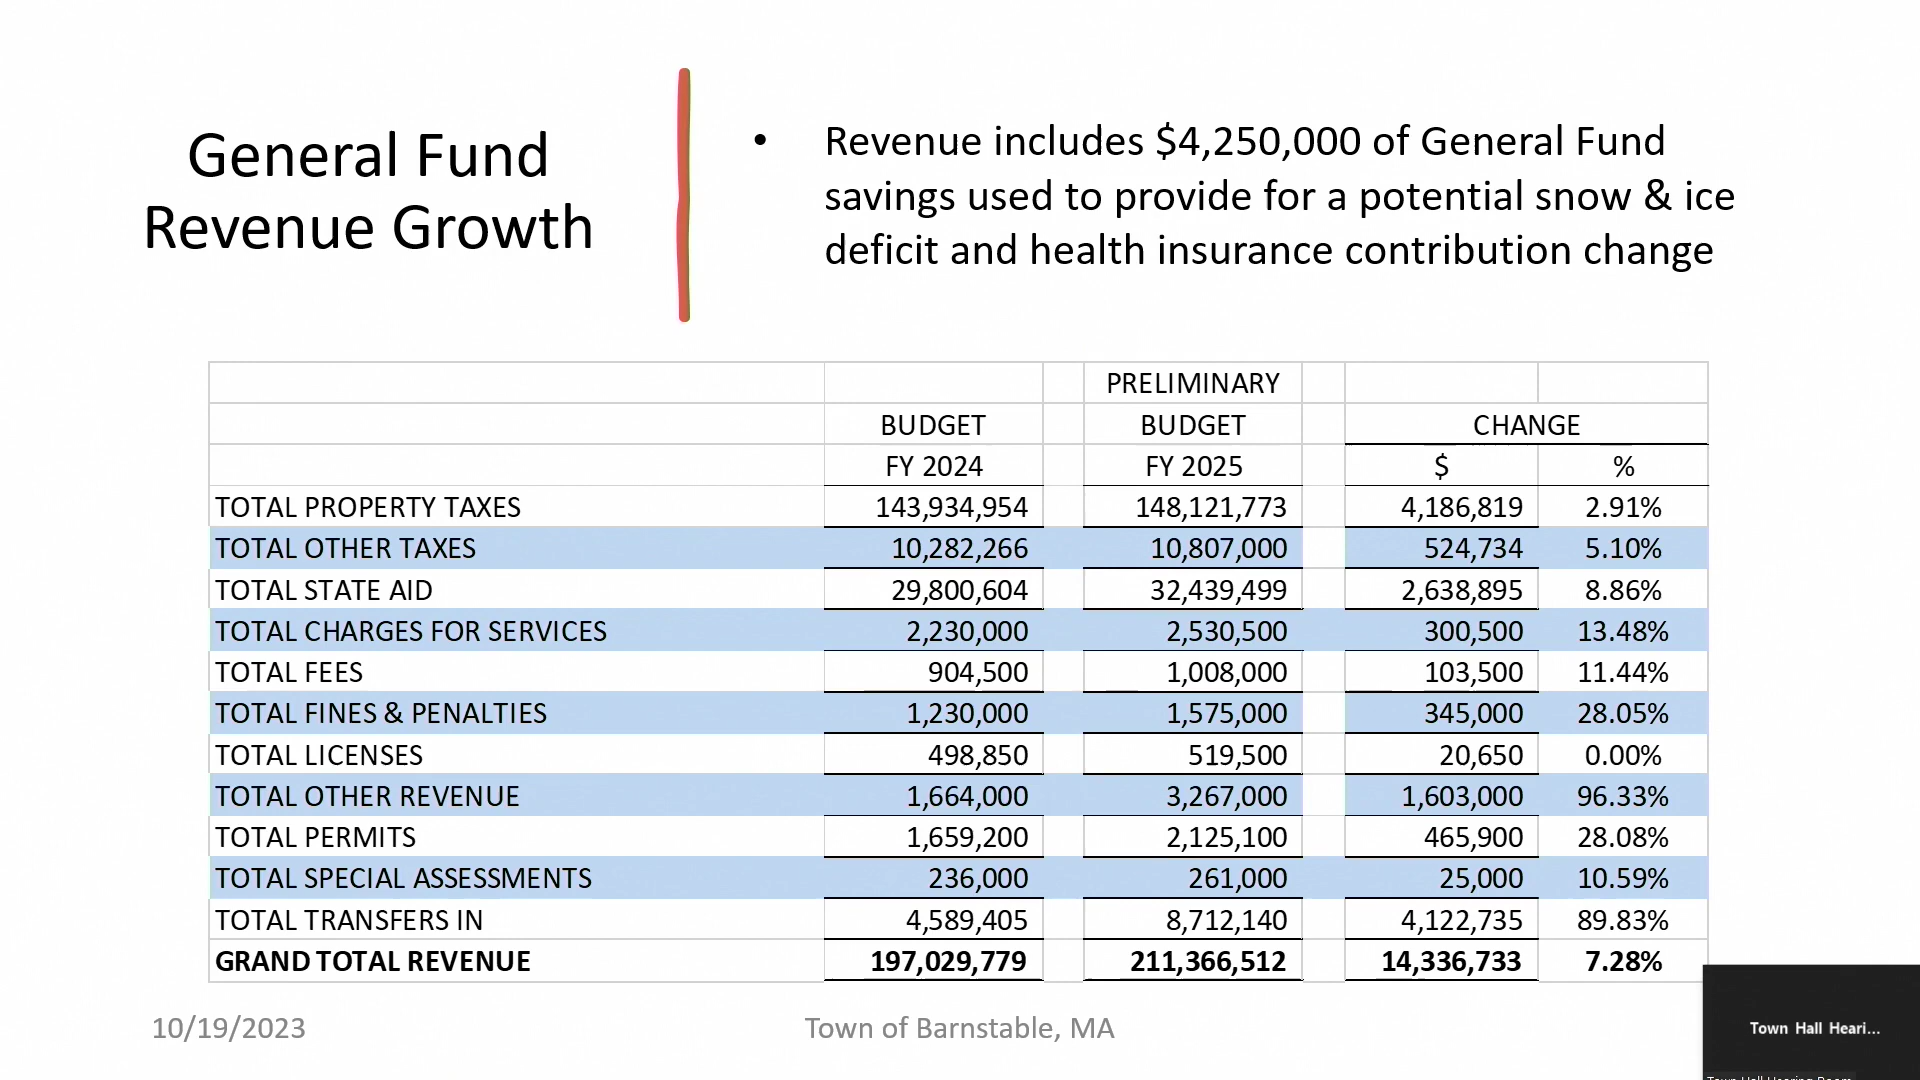 General Fund
Revenue Growth
• Revenue includes $4,250,000 of General Fund
savings used to provide for a potential snow & ice
deficit and health insurance contribution change
PRELIMINARY
BUDGET BUDGET CHANGE
FY 2024 FY 2025 $ %
TOTAL PROPERTY TAXES 143,934,954 148,121,773 4,186,819 2.91%
TOTAL OTHER TAXES 10,282,266 10,807,000 524,734 5.10%
TOTAL STATE AID 29,800,604 32,439,499 2,638,895 8.86%
TOTAL CHARGES FOR SERVICES 2,230,000 2,530,500 300,500 13.48%
TOTAL FEES 904,500 1,008,000 103,500 11.44%
TOTAL FINES & PENALTIES 1,230,000 1,575,000 345,000 28.05%
TOTAL LICENSES 498,850 519,500 20,650 0.00%
TOTAL OTHER REVENUE 1,664,000 3,267,000 1,603,000 96.33%
TOTAL PERMITS 1,659,200 2,125,100 465,900 28.08%
TOTAL SPECIAL ASSESSMENTS 236,000 261,000 25,000 10.59%
TOTAL TRANSFERS IN 4,589,405 8,712,140 4,122,735 89.83%
GRAND TOTAL REVENUE 197,029,779 211,366,512 14,336,733 7.28%
10/19/2023 Town of Barnstable, MA
Town Hall Heari...
Town Hall Hearing Room